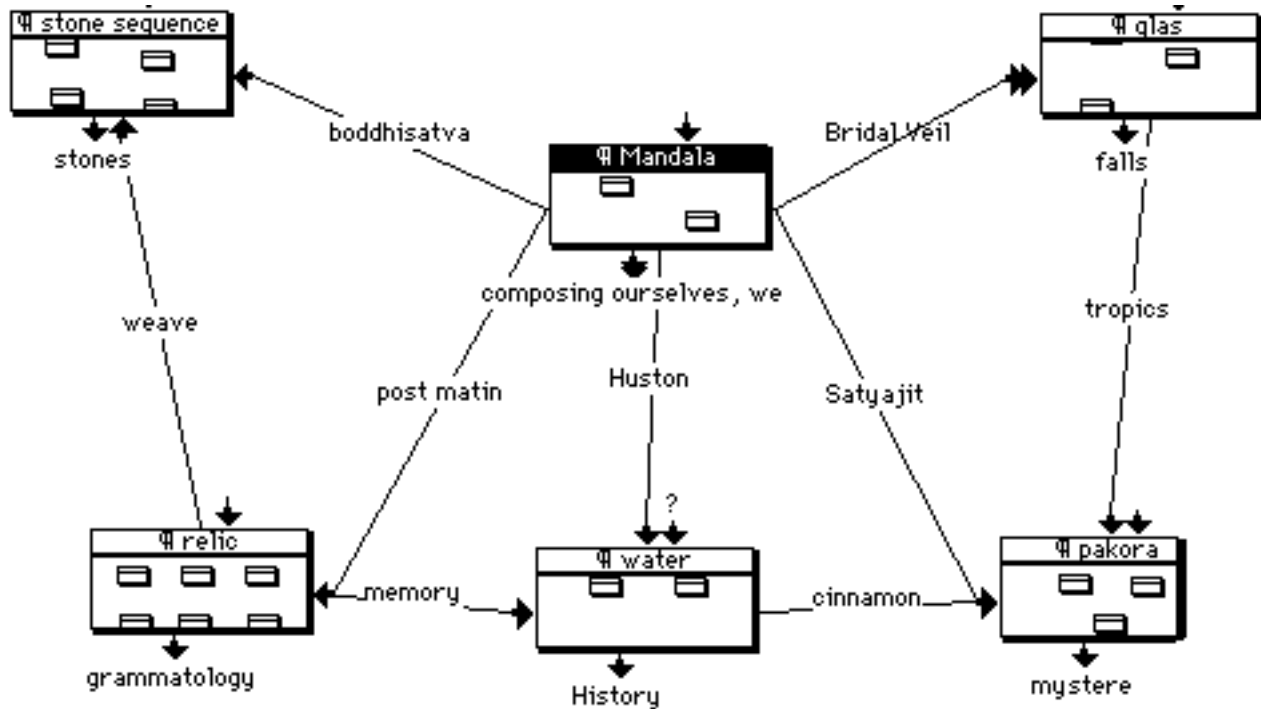 ¶ stone sequence
¶ glas
boddhisatva
Bridal Veil
stones
¶ Mandala
falls
composing ourselves, we
weave
tropics
post matin
Huston
Satyajit
?
¶ relic
¶ water
¶ pakora
memory
cinnamon
grammatology
History
mystere